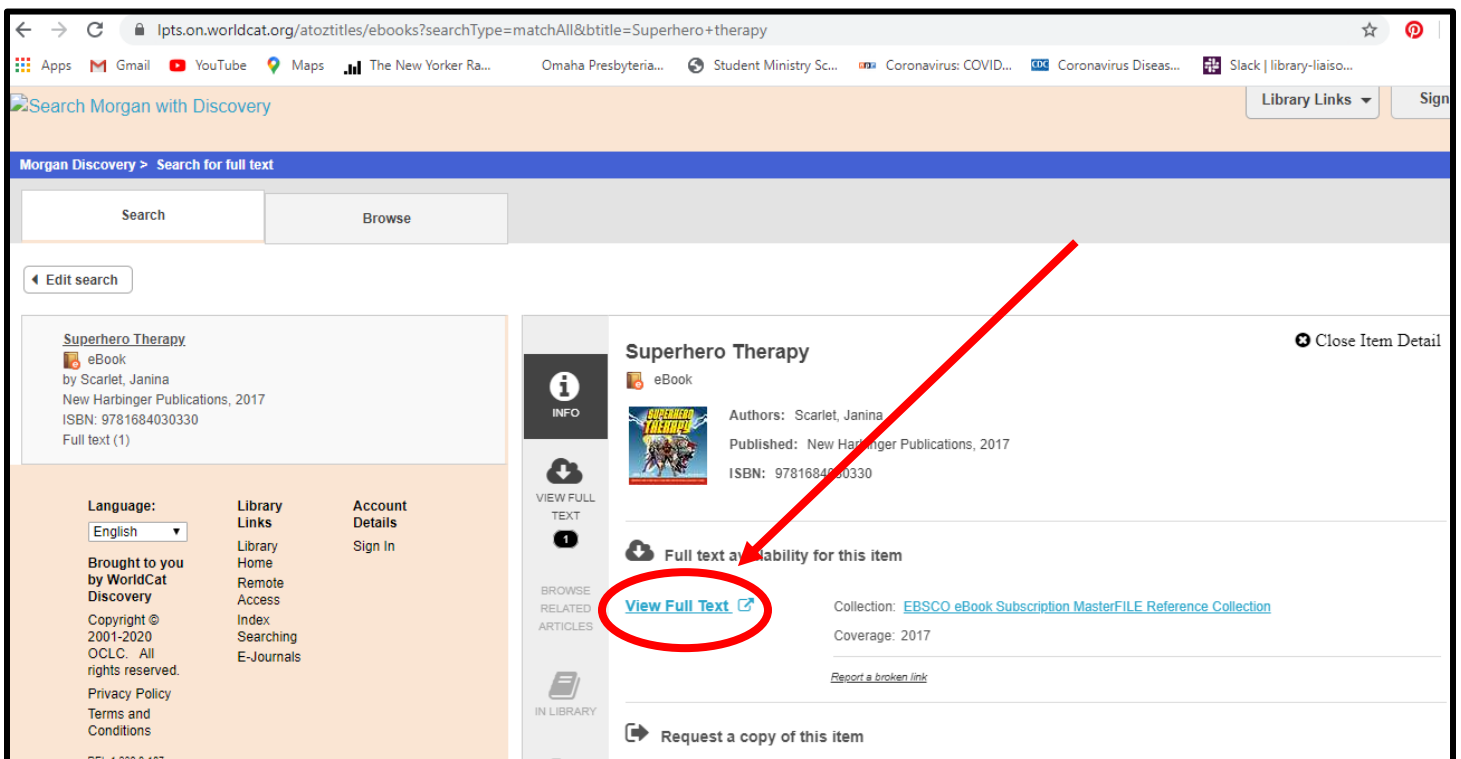 lpts.on.worldcat.org/atoztitles/ebooks?searchType=matchAll&btitle=Superhero+therapy
Apps Gmail YouTube Maps The New Yorker Ra... Omaha Presbyteria... Student Ministry Sc... Coronavirus: COVID... Coronavirus Diseas... Slack | library-liaiso...
Search Morgan with Discovery
Library Links Sign
Morgan Discovery > Search for full text
Search Browse
Edit search
Superhero Therapy
eBook
by Scarlet, Janina
New Harbinger Publications, 2017
ISBN: 9781684030330
Full text (1)
Language:
English
Brought to you
by WorldCat
Discovery
Copyright ©
2001-2020
OCLC. All
rights reserved.
Privacy Policy
Terms and
Conditions
Library
Links
Library
Home
Remote
Access
Index
Searching
E-Journals
Account
Details
Sign In
INFO
VIEW FULL
TEXT
1
BROWSE
RELATED
ARTICLES
IN LIBRARY
Close Item Detail
Superhero Therapy
eBook
SUPERHERO
THERAPY
Authors: Scarlet, Janina
Published: New Harbinger Publications, 2017
ISBN: 9781684030330
Full text availability for this item
View Full Text
Collection: EBSCO eBook Subscription MasterFILE Reference Collection
Coverage: 2017
Report a broken link
Request a copy of this item